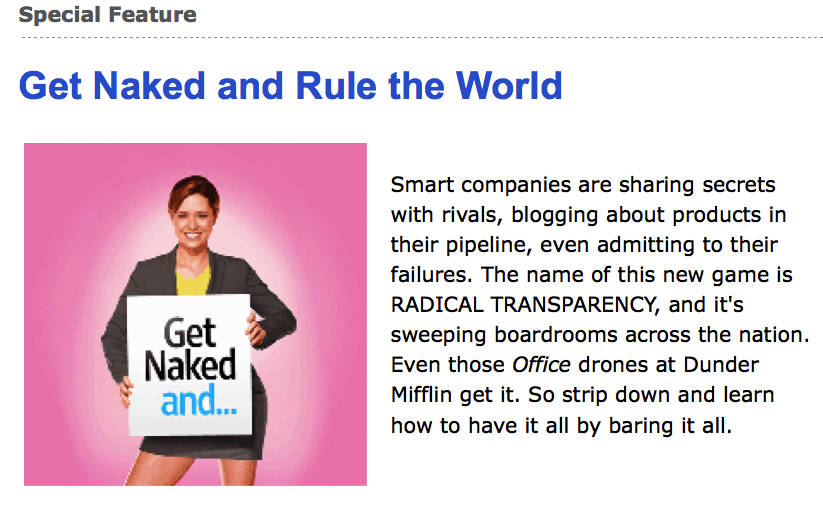 Special Feature
Get Naked and Rule the World
Get
Naked
and...
Smart companies are sharing secrets
with rivals, blogging about products in
their pipeline, even admitting to their
failures. The name of this new game is
RADICAL TRANSPARENCY, and it's
sweeping boardrooms across the nation.
Even those Office drones at Dunder
Mifflin get it. So strip down and learn
how to have it all by baring it all.